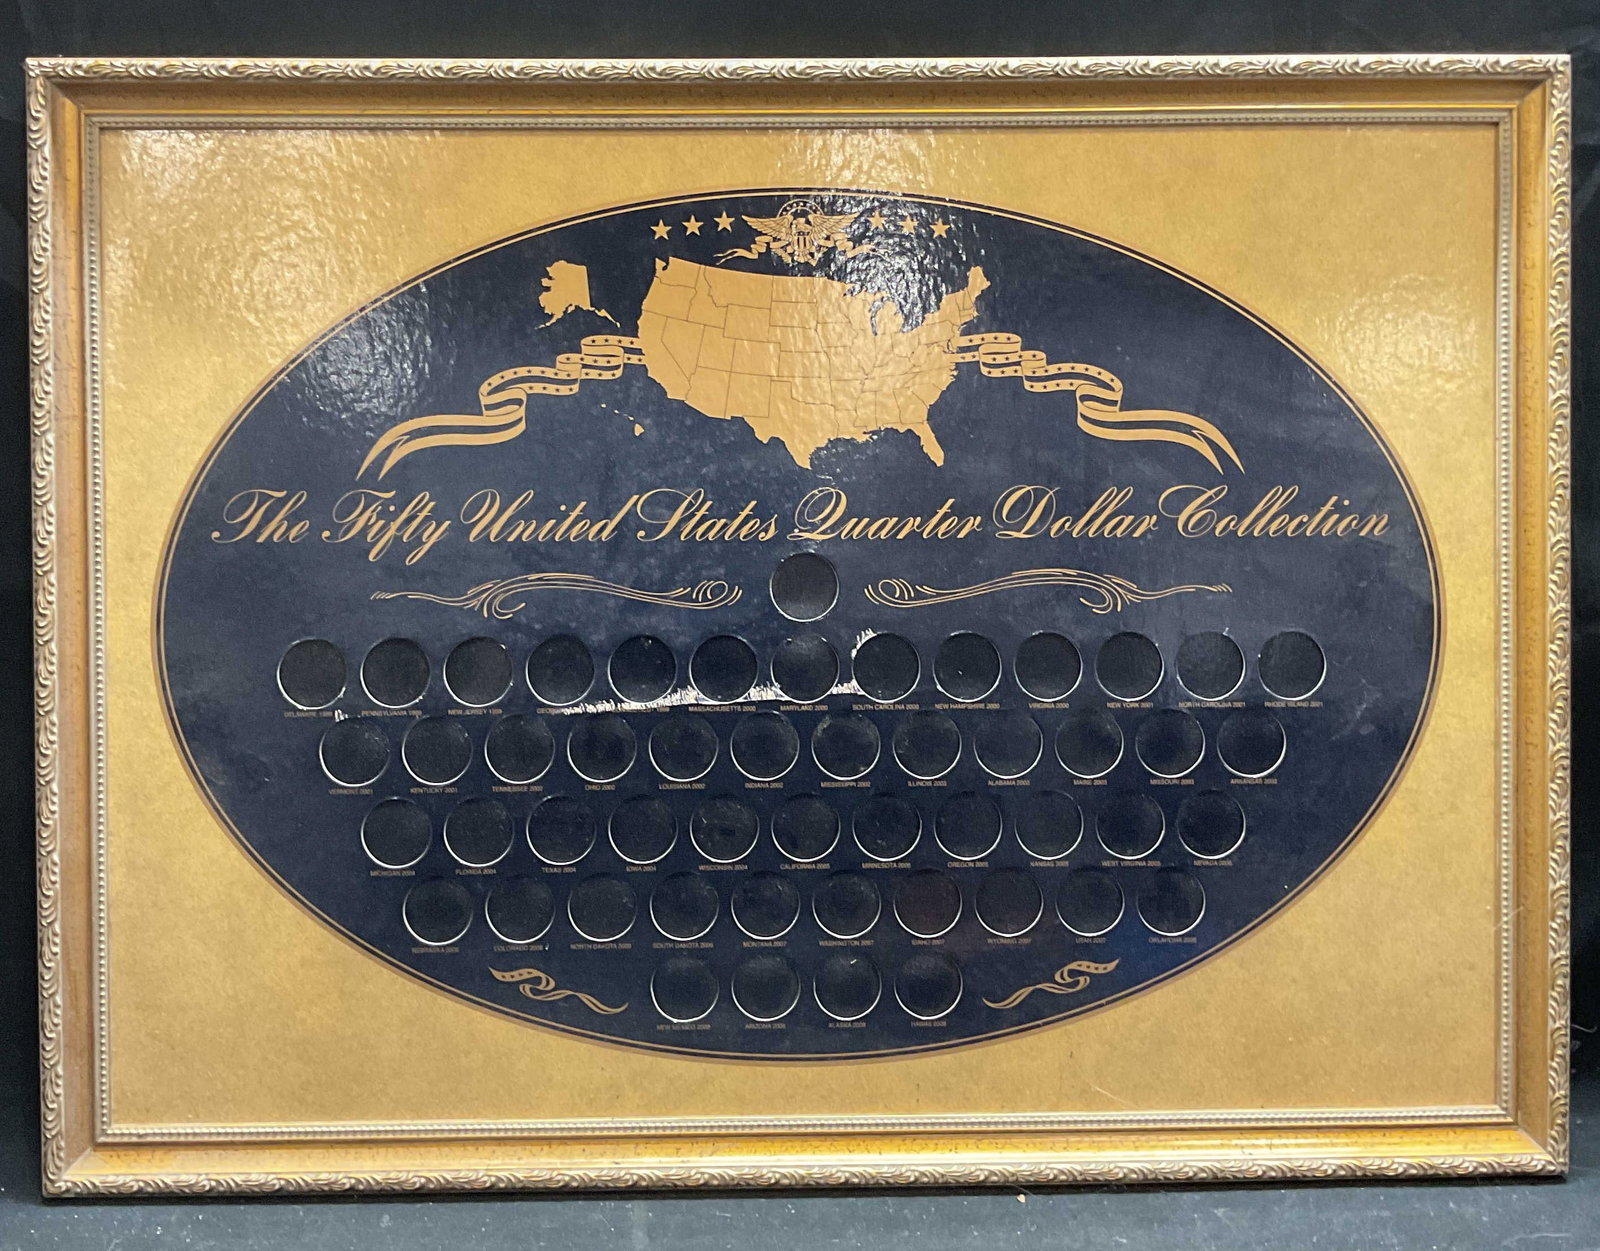 The Fifty United States Quarter Dollar Collection
DELAWARE 1999 PENNSYLVANIA 1999 NEW JERSEY 1999 1999 MASSACHUSETTS 2000 MARYLAND 2000 SOUTH CAROLINA 2000 NEW HAMPSHIRE 2000 VIRGINIA 2000 NEW YORK 2001 NORTH CAROLINA 2001 RHODE ISLAND 2001
VERMONT 2001 KENTUCKY 2001 TENNESSEE 2002 OHIO 2002 LOUISIANA 2002 INDIANA 2002 MISSISSIPPI 2002 ILLINOIS 2003 ALABAMA 2003 MAINE 2003 MISSOURI 2003 ARKANSAS 2003
MICHIGAN 2004 FLORIDA 2004 TEXAS 2004 IOWA 2004 WISCONSIN 2004 CALIFORNIA 2005 MINNESOTA 2005 OREGON 2005 KANSAS 2005 WEST VIRGINIA 2005 NEVADA 2006
NEBRASKA 2006 COLORADO 2006 NORTH DAKOTA 2006 SOUTH DAKOTA 2006 MONTANA 2007 WASHINGTON 2007 IDAHO 2007 WYOMING 2007 UTAH 2007 OKLAHOMA 2008
NEW MEXICO 2008 ARIZONA 2008 ALASKA 2008 HAWAII 2008